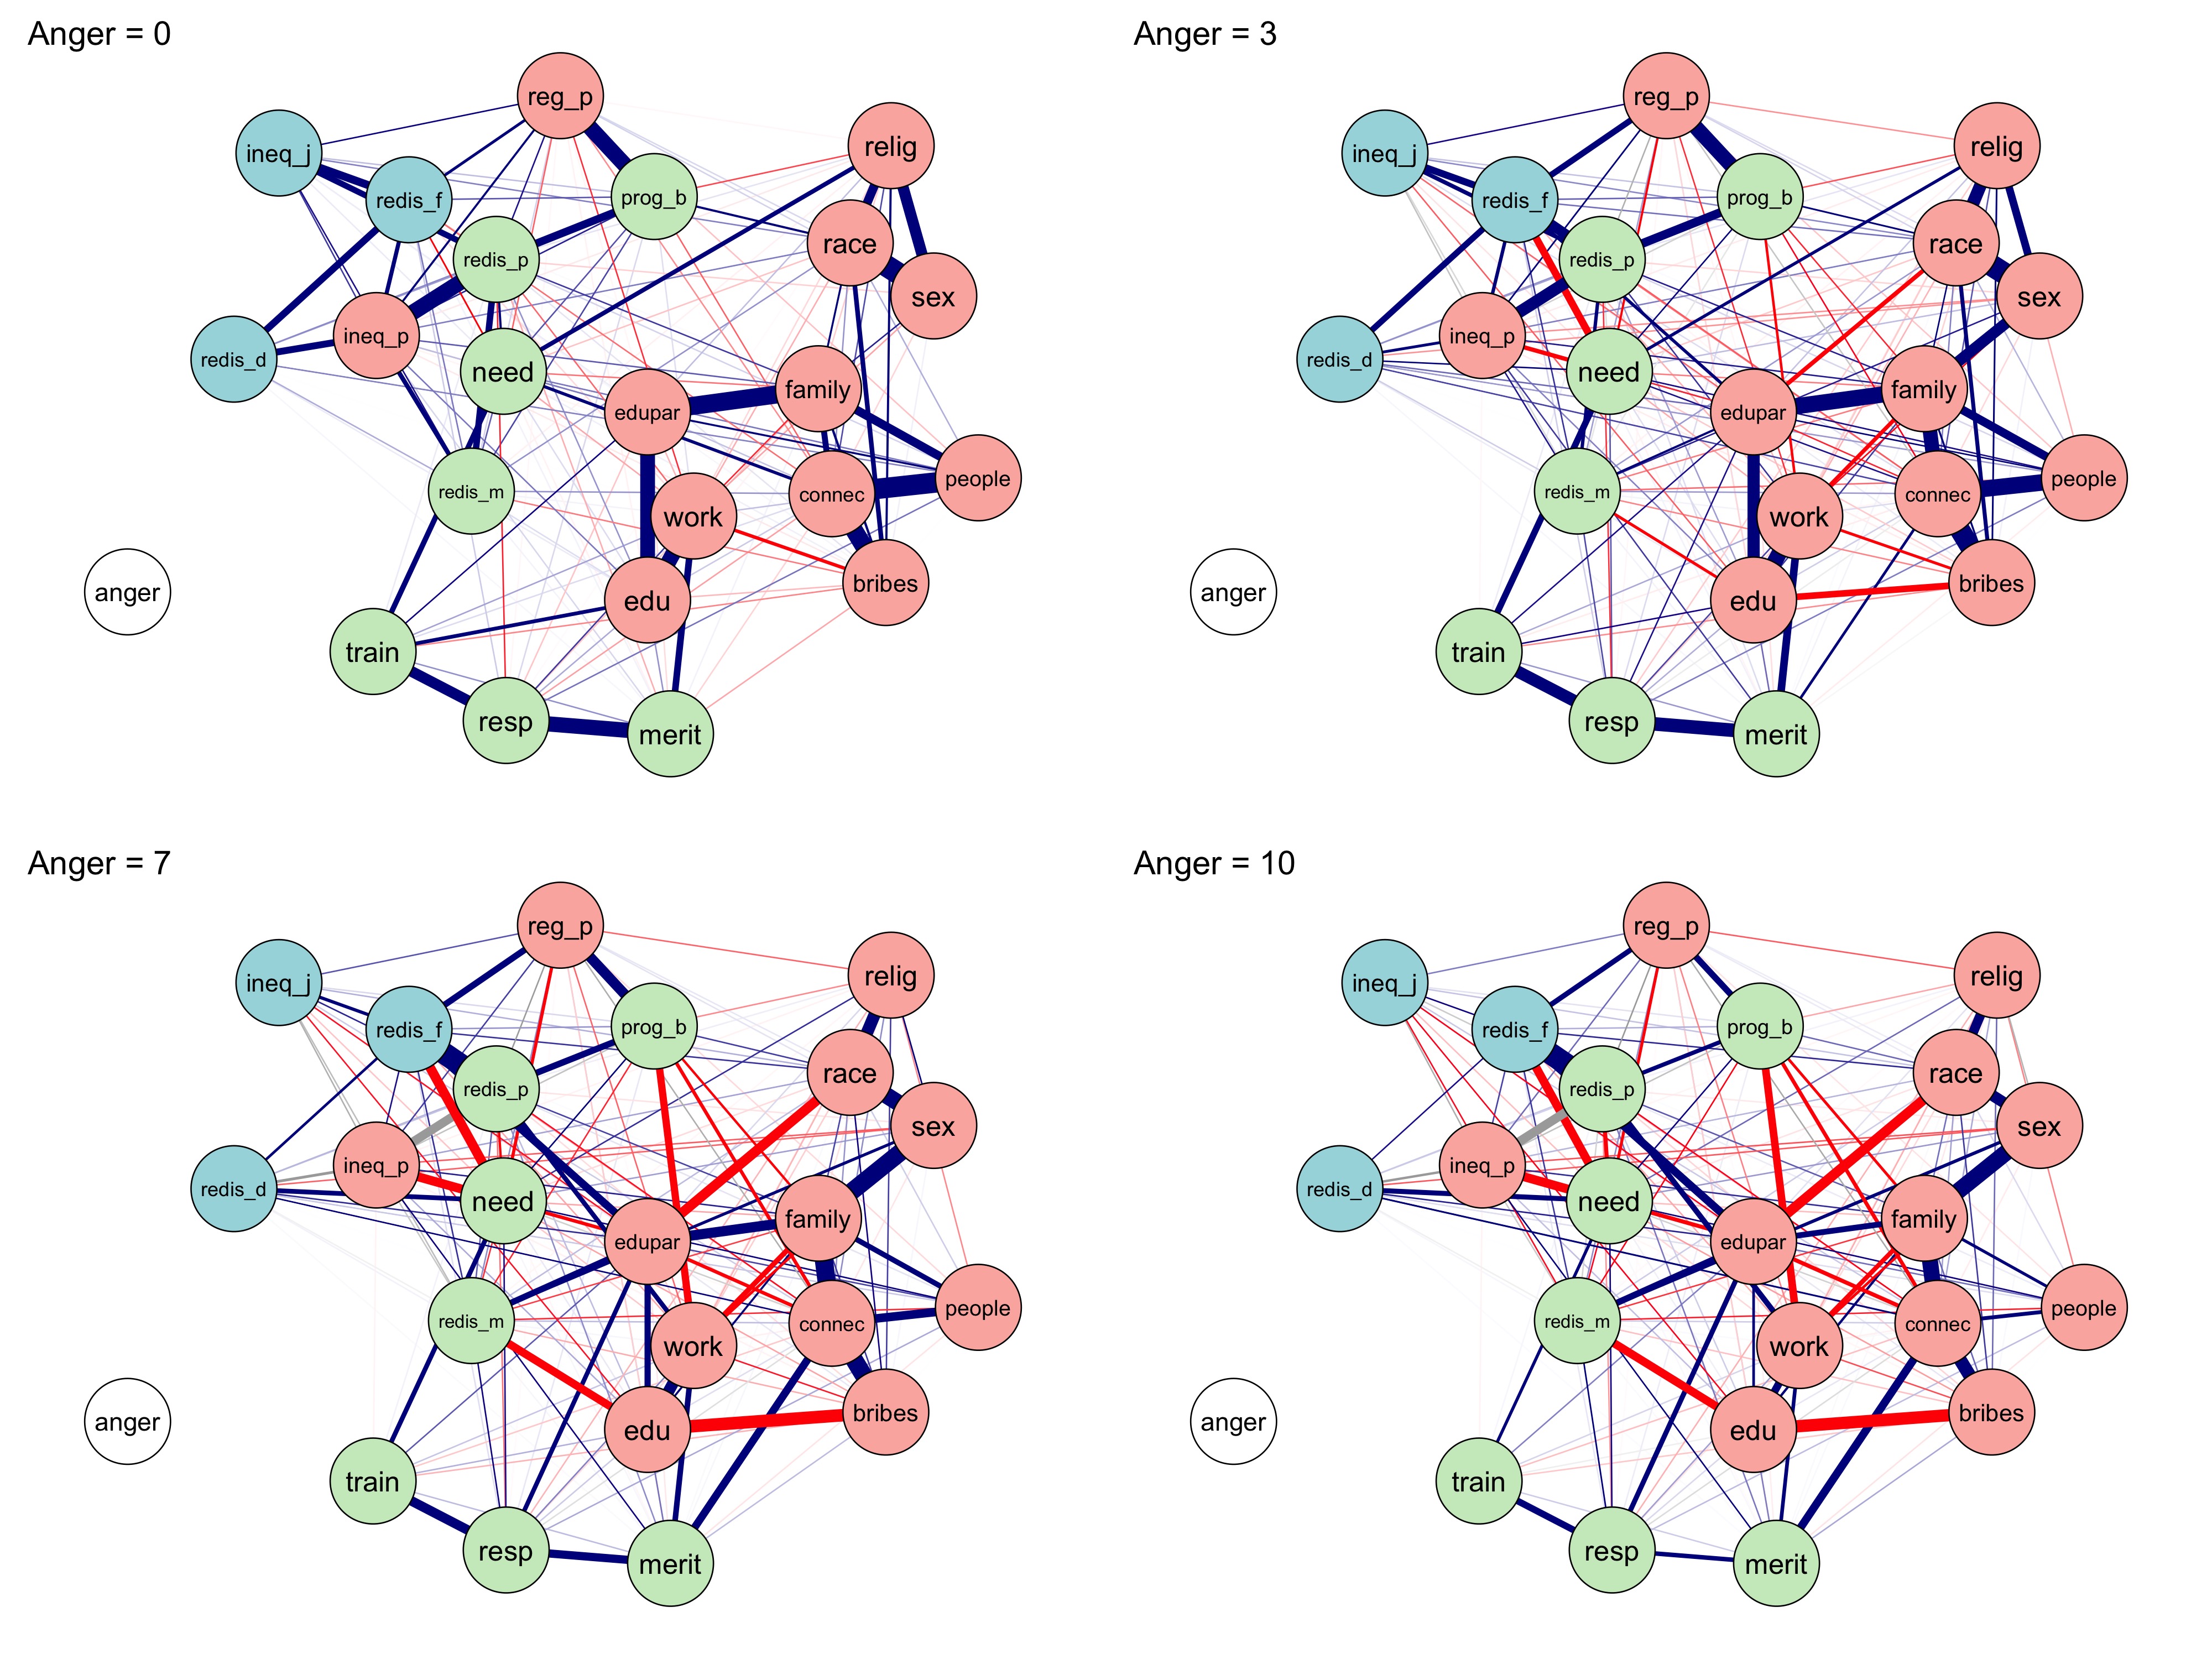 Anger = 0
reg_p
relig
ineq_j
redis_f
prog_b
race
redis_p
sex
ineq_p
redis_d
need
family
edupar
people
redis_m
connec
work
bribes
anger
edu
train
resp
merit
Anger = 3
reg_p
relig
ineq_j
redis_f
prog_b
race
redis_p
sex
ineq_p
redis_d
need
family
edupar
people
redis_m
connec
work
bribes
anger
edu
train
resp
merit
Anger = 7
reg_p
relig
ineq_j
redis_f
prog_b
race
redis_p
sex
ineq_p
redis_d
need
family
edupar
people
redis_m
connec
work
bribes
anger
edu
train
resp
merit
Anger = 10
reg_p
relig
ineq_j
redis_f
prog_b
race
redis_p
sex
ineq_p
redis_d
need
family
edupar
people
redis_m
connec
work
bribes
anger
edu
train
resp
merit